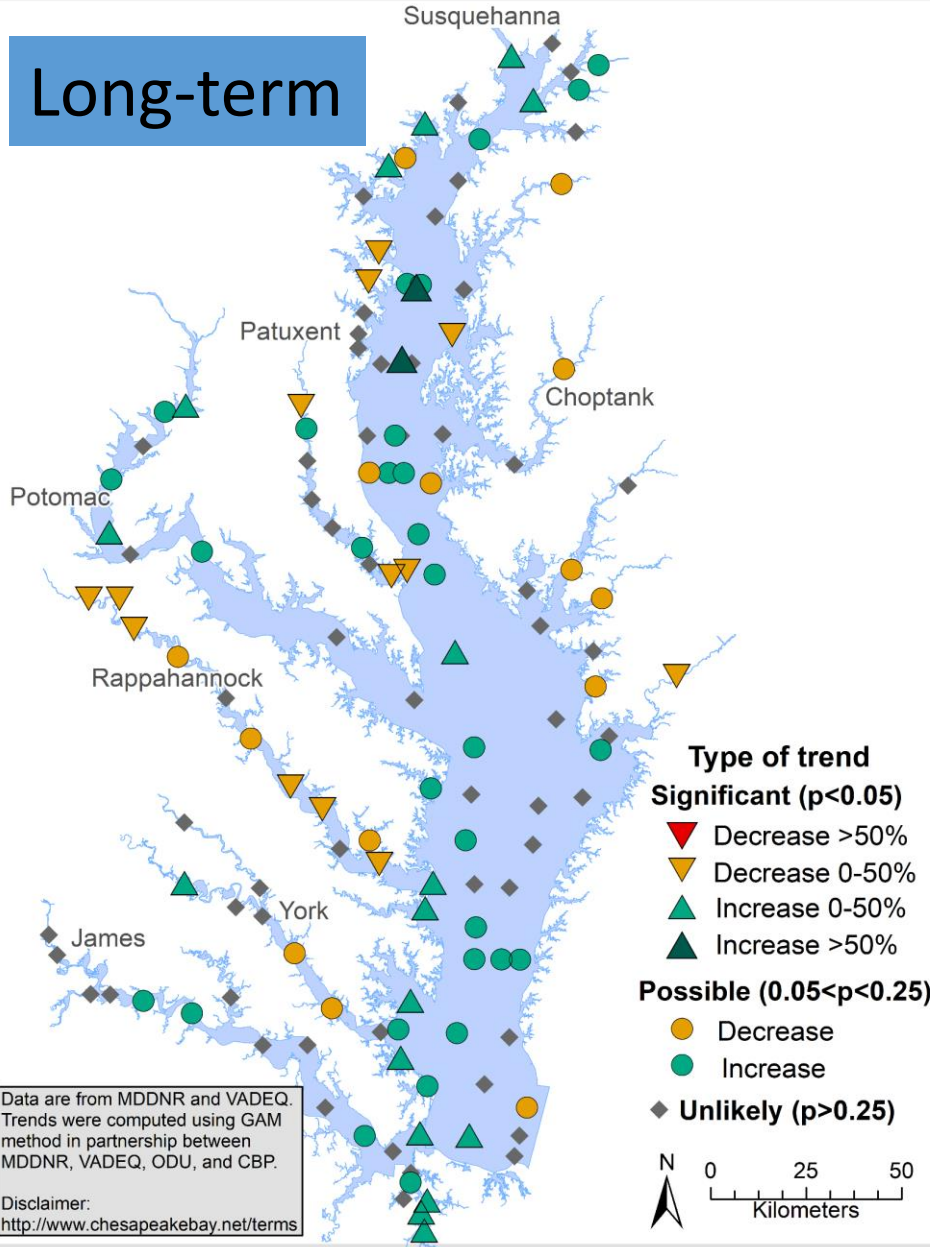 Susquehanna
Long-term
Patuxent
Choptank
Potomac
Rappahannock
York
James
Type of trend
Significant (p<0.05)
Decrease >50%
Decrease 0-50%
Increase 0-50%
Increase >50%
Possible (0.05<p<0.25)
Decrease
Increase
Unlikely (p>0.25)
Data are from MDDNR and VADEQ.
Trends were computed using GAM
method in partnership between
MDDNR, VADEQ, ODU, and CBP.
Disclaimer:
http://www.chesapeakebay.net/terms
N
0 25 50
Kilometers